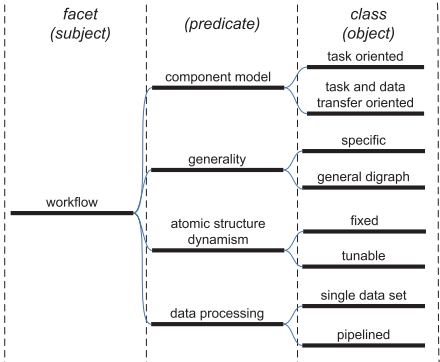 facet
(subject)
(predicate)
class
(object)
task oriented
component model
task and data
transfer oriented
specific
generality
general digraph
workflow
atomic structure
dynamism
fixed
tunable
single data set
data processing
pipelined